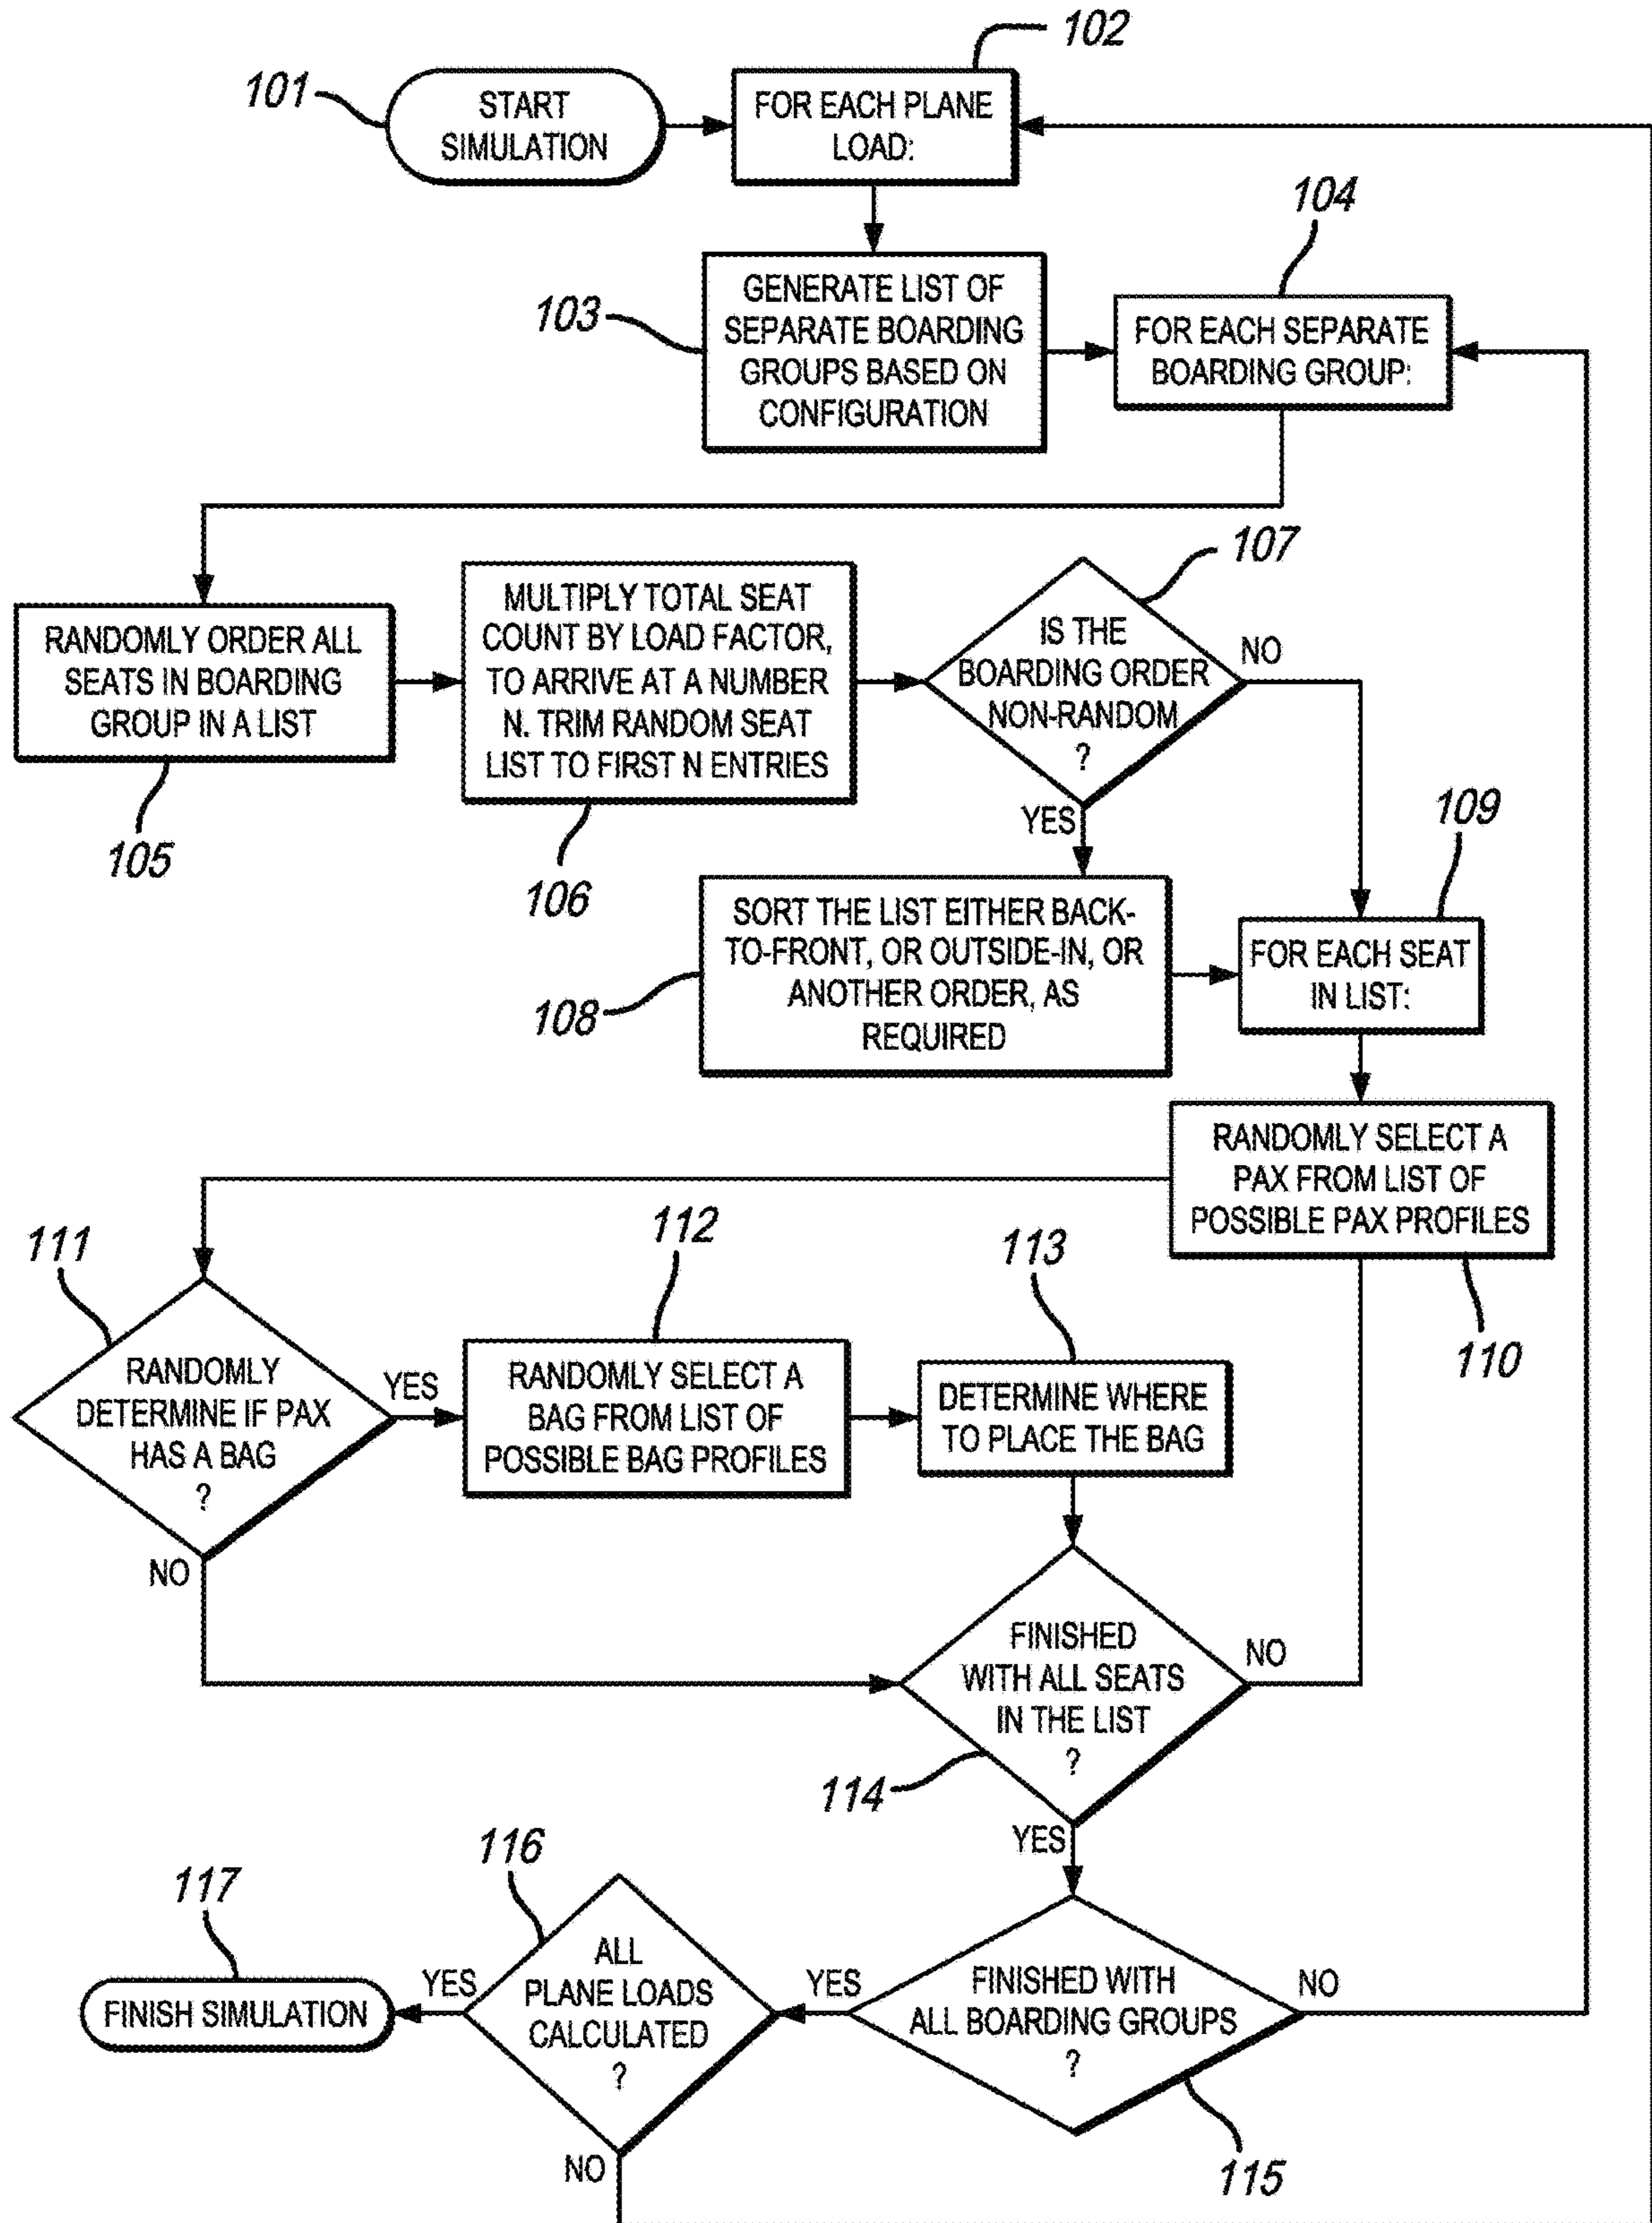 102
101
START
SIMULATION
FOR EACH PLANE
LOAD:
104
103
GENERATE LIST OF
SEPARATE BOARDING
GROUPS BASED ON
CONFIGURATION
FOR EACH SEPARATE
BOARDING GROUP:
107
RANDOMLY ORDER ALL
SEATS IN BOARDING
GROUP IN A LIST
105
MULTIPLY TOTAL SEAT
COUNT BY LOAD FACTOR,
TO ARRIVE AT A NUMBER
N. TRIM RANDOM SEAT
LIST TO FIRST N ENTRIES
106
IS THE
BOARDING ORDER
NON-RANDOM
?
NO
YES
109
108
SORT THE LIST EITHER BACK-
TO-FRONT, OR OUTSIDE-IN, OR
ANOTHER ORDER, AS
REQUIRED
FOR EACH SEAT
IN LIST:
RANDOMLY SELECT A
PAX FROM LIST OF
POSSIBLE PAX PROFILES
110
111
RANDOMLY
DETERMINE IF PAX
HAS A BAG
?
YES
NO
112
RANDOMLY SELECT A
BAG FROM LIST OF
POSSIBLE BAG PROFILES
113
DETERMINE WHERE
TO PLACE THE BAG
FINISHED
WITH ALL SEATS
IN THE LIST
?
NO
114
YES
116
117
FINISH SIMULATION
YES
ALL
PLANE LOADS
CALCULATED
?
NO
YES
FINISHED WITH
ALL BOARDING GROUPS
?
NO
115